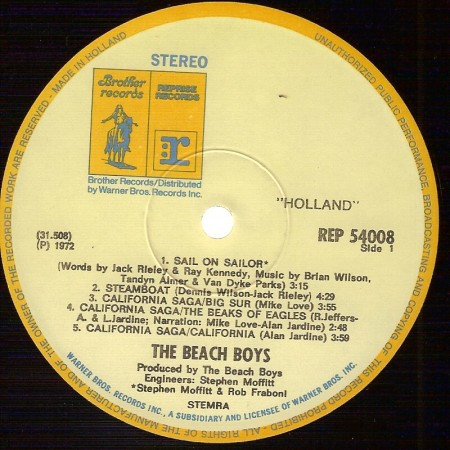 STEREO
Brother
records
REPRISE
RECORDS
r
Brother Records/Distributed
by Warner Bros. Records Inc.
"HOLLAND"
(31.508)
(P) 1972
REP 54008
Side 1
1. SAIL ON SAILOR*
(Words by Jack Rieley & Ray Kennedy, Music by Brian Wilson,
Tandyn Almer & Van Dyke Parks) 3:15
2. STEAMBOAT (Dennis Wilson-Jack Rieley) 4:29
3. CALIFORNIA SAGA/BIG SUR (Mike Love) 3:55
4. CALIFORNIA SAGA/THE BEAKS OF EAGLES (R.Jeffers-
A. & L.Jardine; Narration: Mike Love-Alan Jardine) 2:48
5. CALIFORNIA SAGA/CALIFORNIA (Alan Jardine) 3:59
THE BEACH BOYS
Produced by The Beach Boys
Engineers: Stephen Moffitt
*Stephen Moffitt & Rob Fraboni
STEMRA
WARNER BROS. RECORDS INC., A SUBSIDIARY AND LICENSEE OF WARNER BROS. INC.
UNAUTHORIZED PUBLIC PERFORMANCE, BROADCASTING AND COPYING OF THIS RECORD PROHIBITED - ALL RIGHTS OF THE MANUFACTURER AND OF THE OWNER OF THE RECORDED WORK ARE RESERVED. - MADE IN HOLLAND